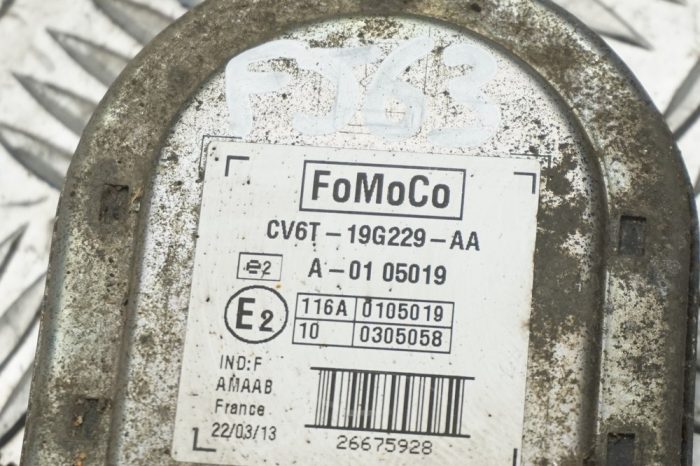 FJ63
FoMoCo
CV6T-19G229-AA
e2 A-01 05019
E2 116A 0105019
10 0305058
IND:F
AMAAB
France
22/03/13
26675928